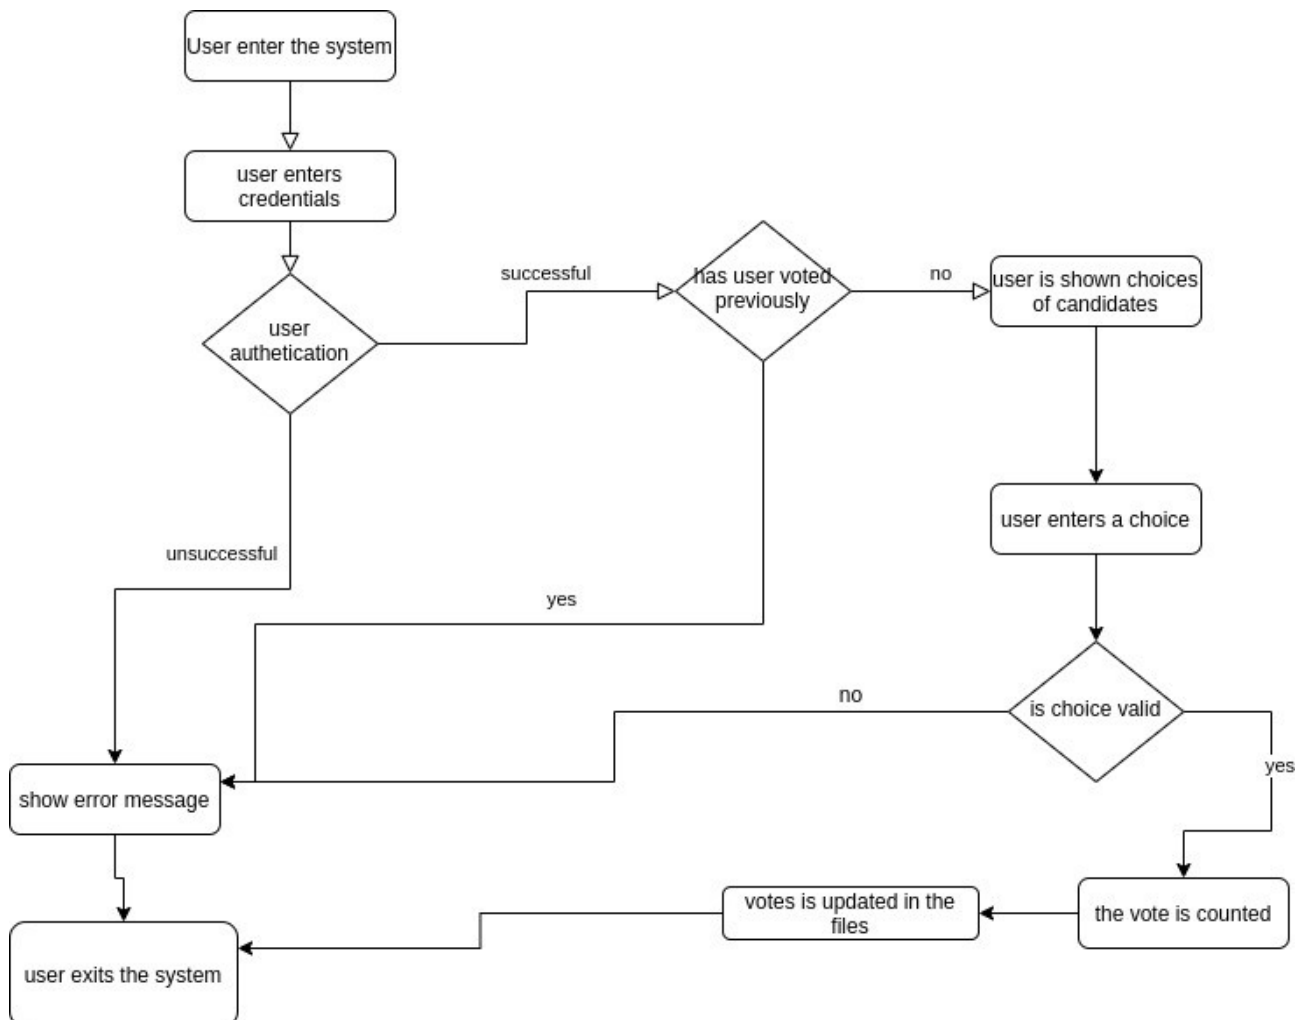 User enter the system
user enters
credentials
user
authetication
successful
has user voted
previously
no
user is shown choices
of candidates
user enters a choice
unsuccessful
yes
no
is choice valid
yes
show error message
the vote is counted
votes is updated in the
files
user exits the system